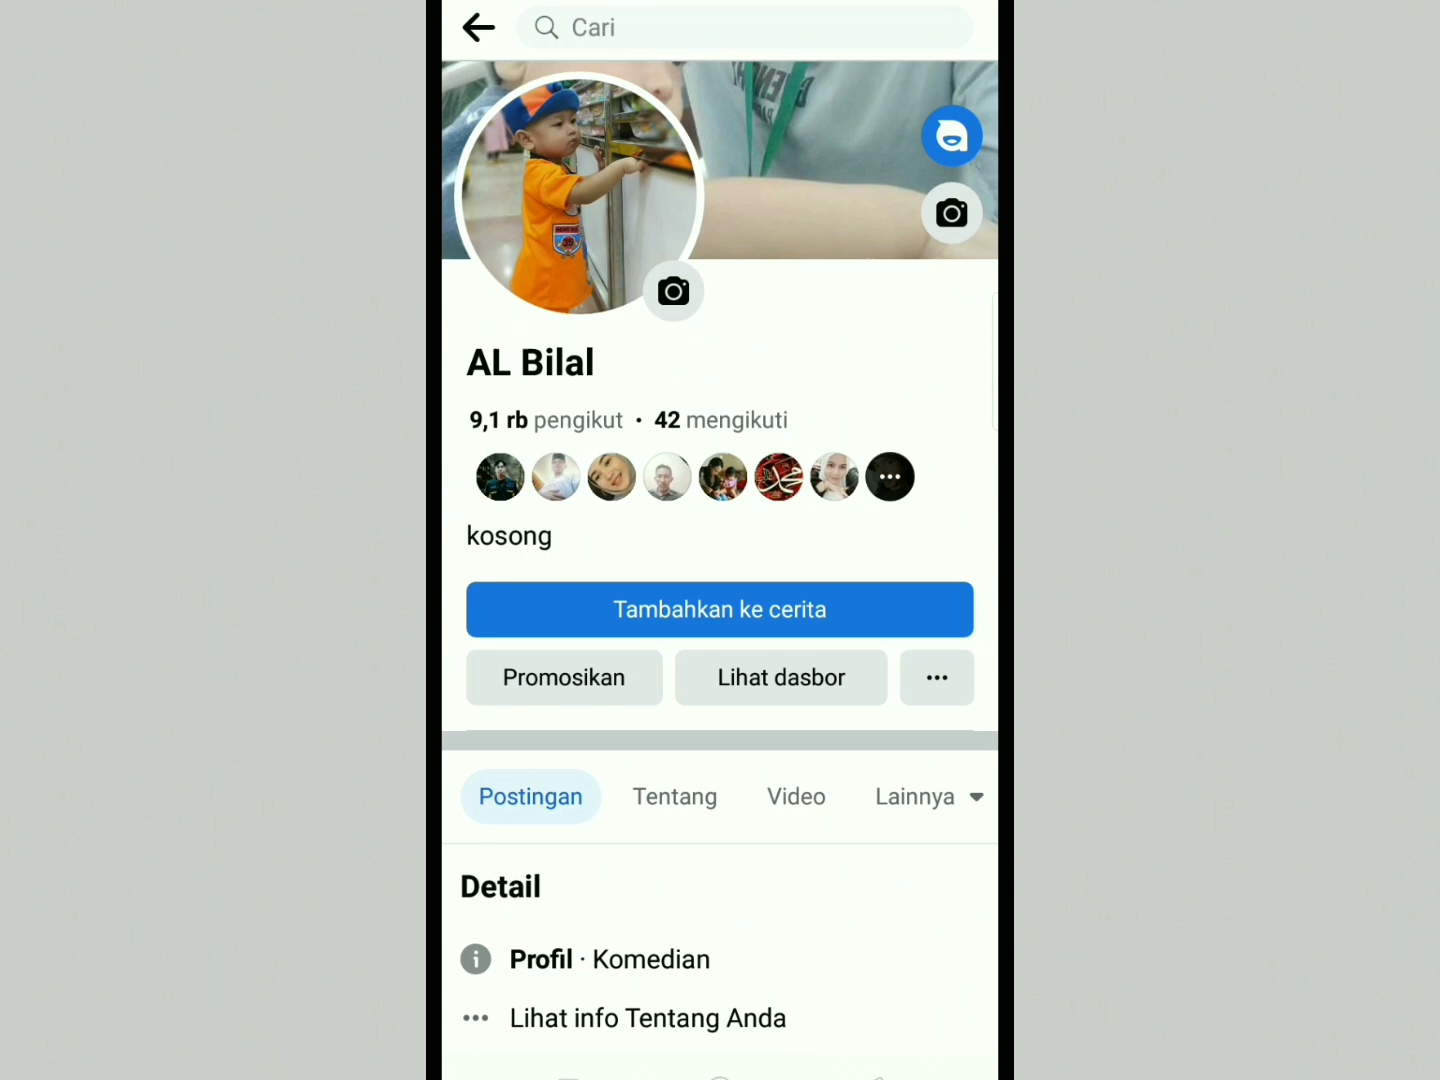 Cari
AL Bilal
9,1 rb pengikut • 42 mengikuti
kosong
Tambahkan ke cerita
Promosikan
Lihat dasbor
Postingan
Tentang
Video
Lainnya
Detail
Profil · Komedian
Lihat info Tentang Anda